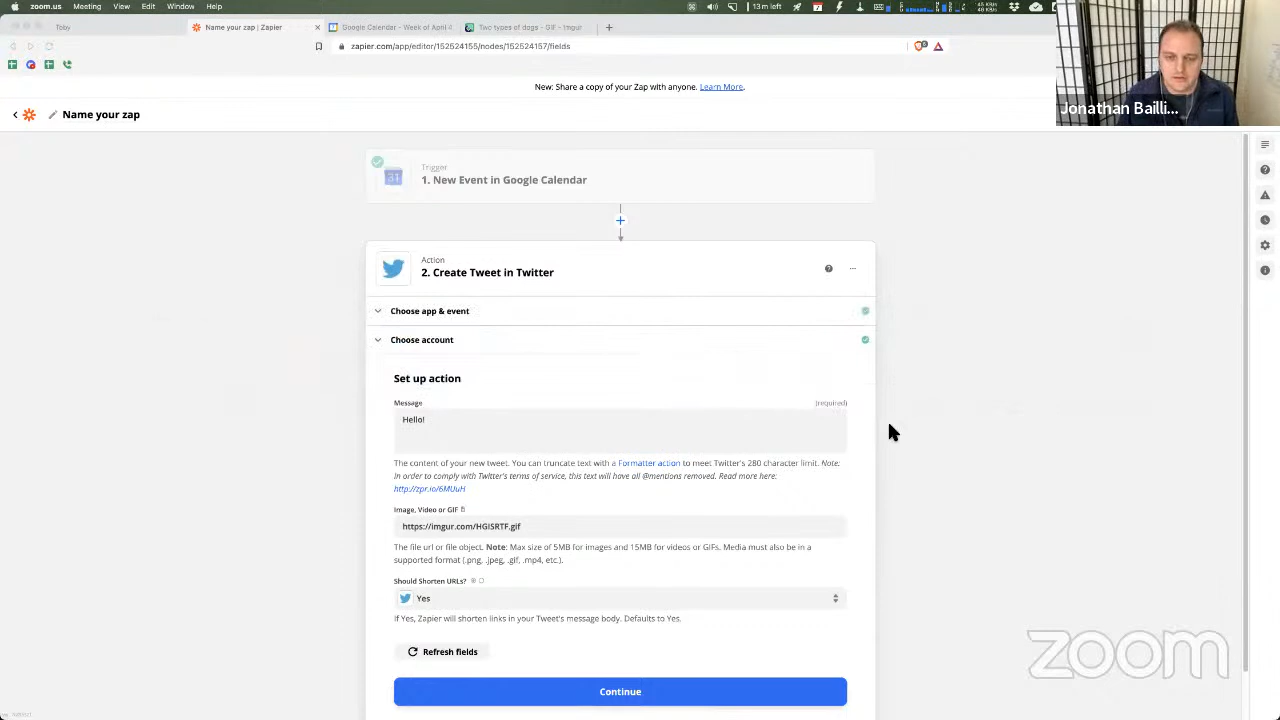 zoom.us Meeting View Edit Window Help
Toby
Name your zap | Zapier
Google Calendar - Week of April 4
Two types of dogs - GIF - Imgur
zapier.com/app/editor/152524155/nodes/152524157/fields
New: Share a copy of your Zap with anyone. Learn More.
Name your zap
Jonathan Bailli...
Trigger
31
1. New Event in Google Calendar
Action
2. Create Tweet in Twitter
Choose app & event
Choose account
Set up action
Message
(required)
Hello!
The content of your new tweet. You can truncate text with a Formatter action to meet Twitter's 280 character limit. Note:
In order to comply with Twitter's terms of service, this text will have all @mentions removed. Read more here:
http://zpr.io/6MUuH
Image, Video or GIF
https://imgur.com/HGISRTF.gif
The file url or file object. Note: Max size of 5MB for images and 15MB for videos or GIFs. Media must also be in a
supported format (.png, .jpeg, .gif, .mp4, etc.).
Should Shorten URLs?
Yes
If Yes, Zapier will shorten links in your Tweet's message body. Defaults to Yes.
Refresh fields
Continue
zoom